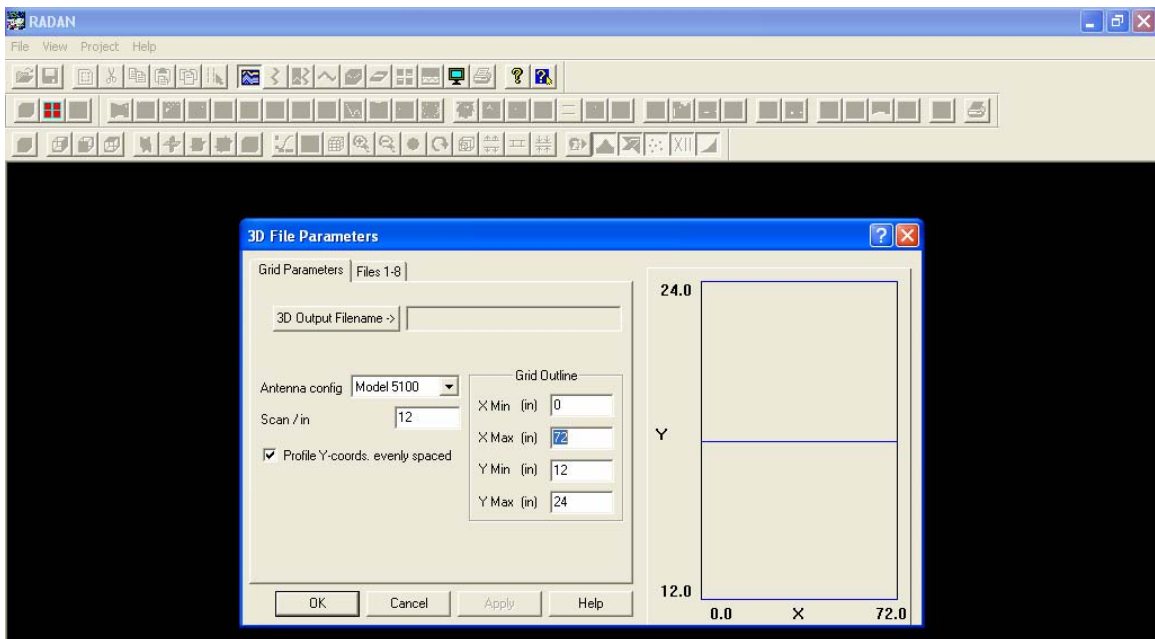 RADAN
File View Project Help
XII
3D File Parameters
Grid Parameters Files 1-8
3D Output Filename ->
Antenna config Model 5100
Scan / in 12
Profile Y-coords. evenly spaced
Grid Outline
X Min (in) 0
X Max (in) 72
Y Min (in) 12
Y Max (in) 24
OK Cancel Apply Help
24.0
Y
12.0
0.0 X 72.0